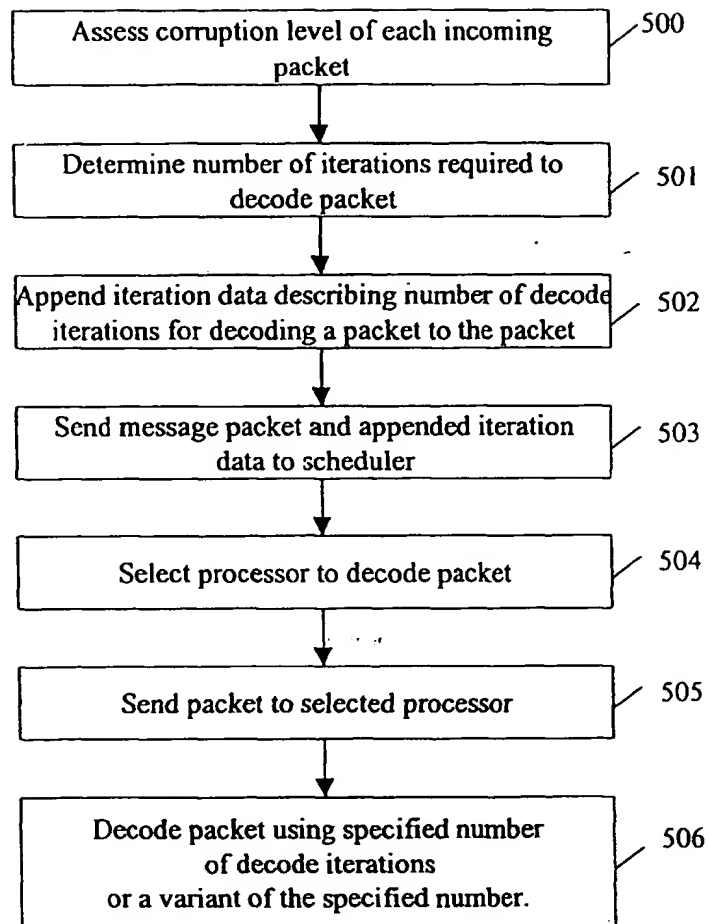 Assess corruption level of each incoming
packet
500
Determine number of iterations required to
decode packet
501
Append iteration data describing number of decode
iterations for decoding a packet to the packet
502
Send message packet and appended iteration
data to scheduler
503
Select processor to decode packet
504
Send packet to selected processor
505
Decode packet using specified number
of decode iterations
or a variant of the specified number.
506